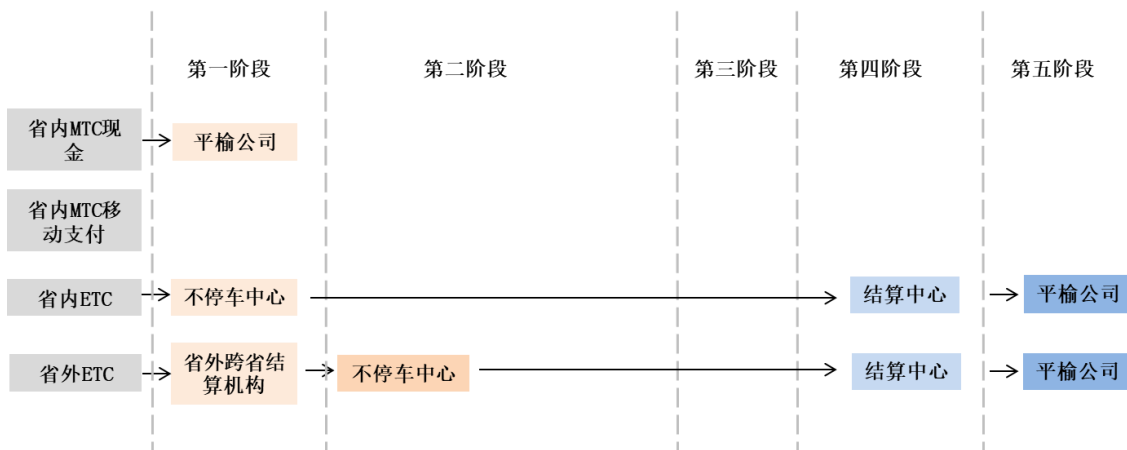 第一阶段
第二阶段
第三阶段
第四阶段
第五阶段
省内MTC现
金
平榆公司
省内MTC移
动支付
省内ETC
不停车中心
结算中心
平榆公司
省外ETC
省外跨省结
算机构
不停车中心
结算中心
平榆公司